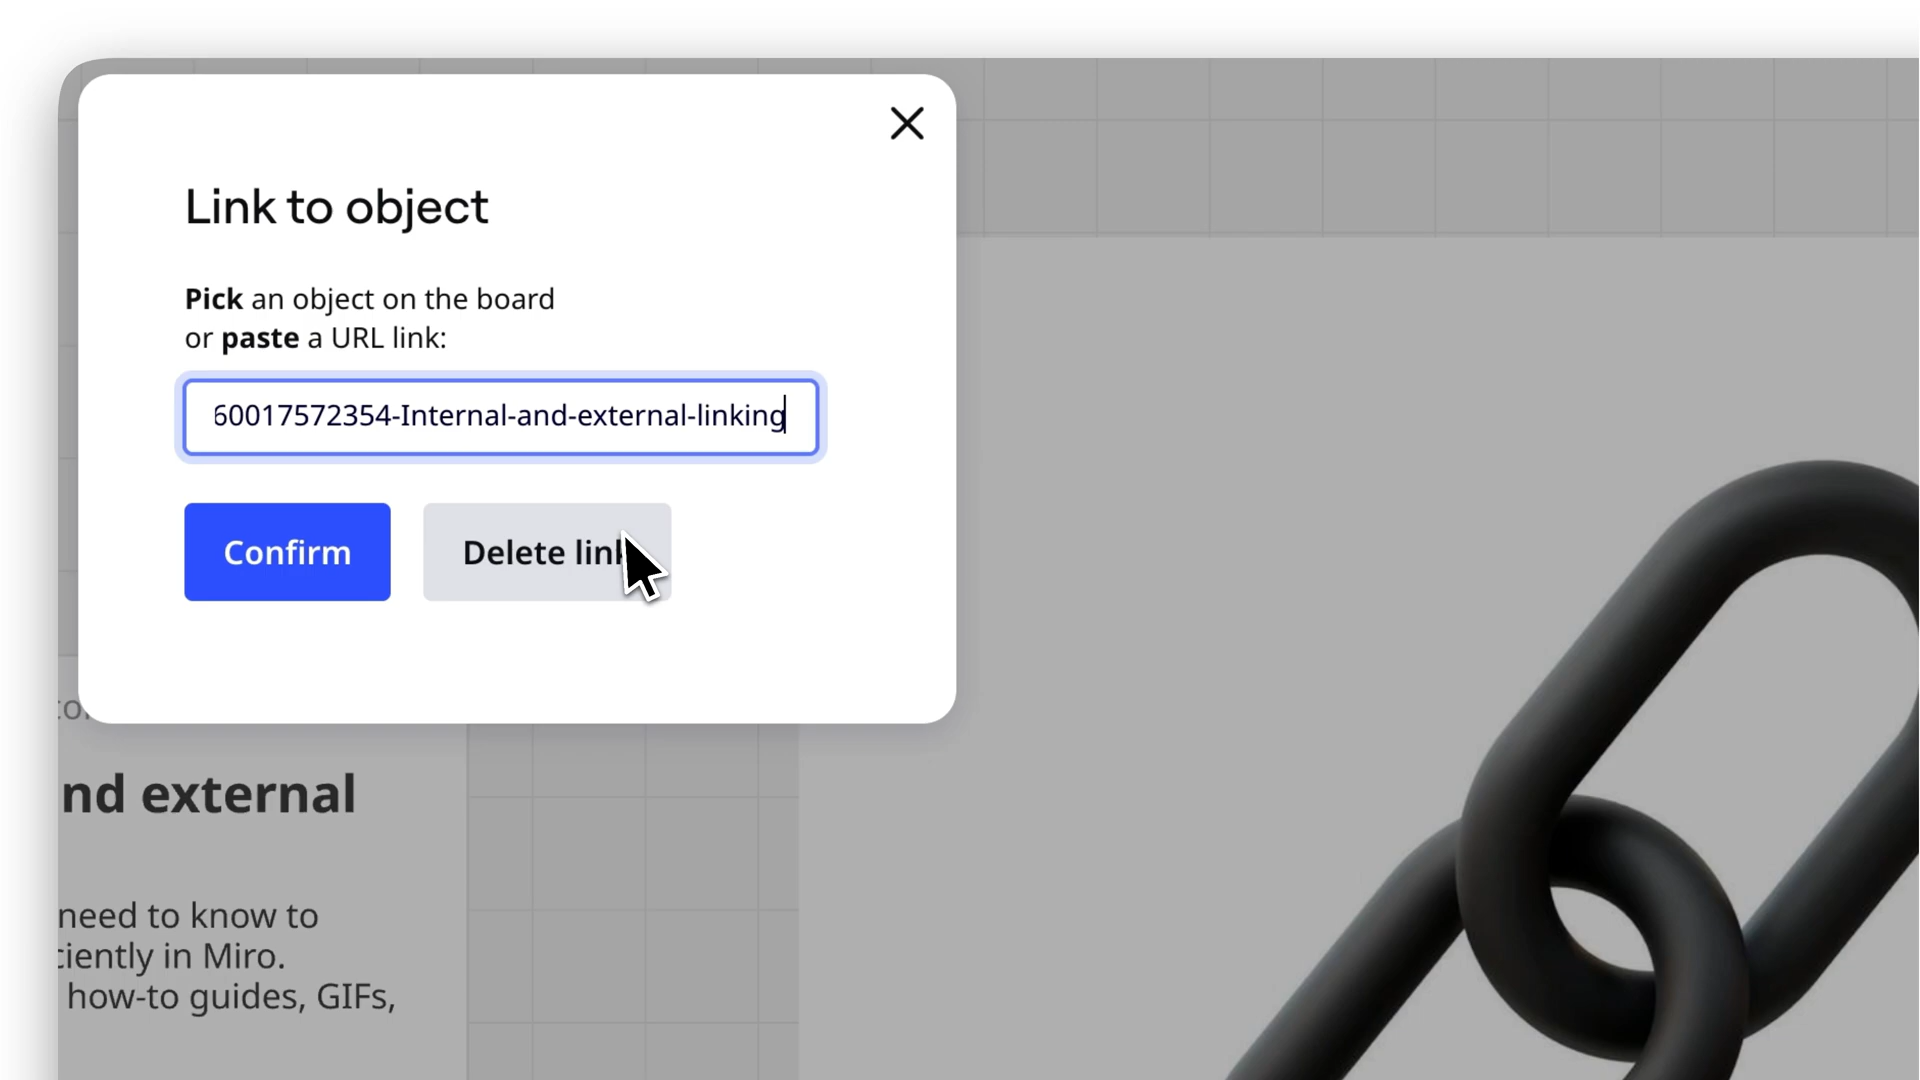 Link to object
Pick an object on the board
or paste a URL link:
60017572354-Internal-and-external-linking
Confirm
Delete link
nd external
need to know to
ciently in Miro.
how-to guides, GIFs,